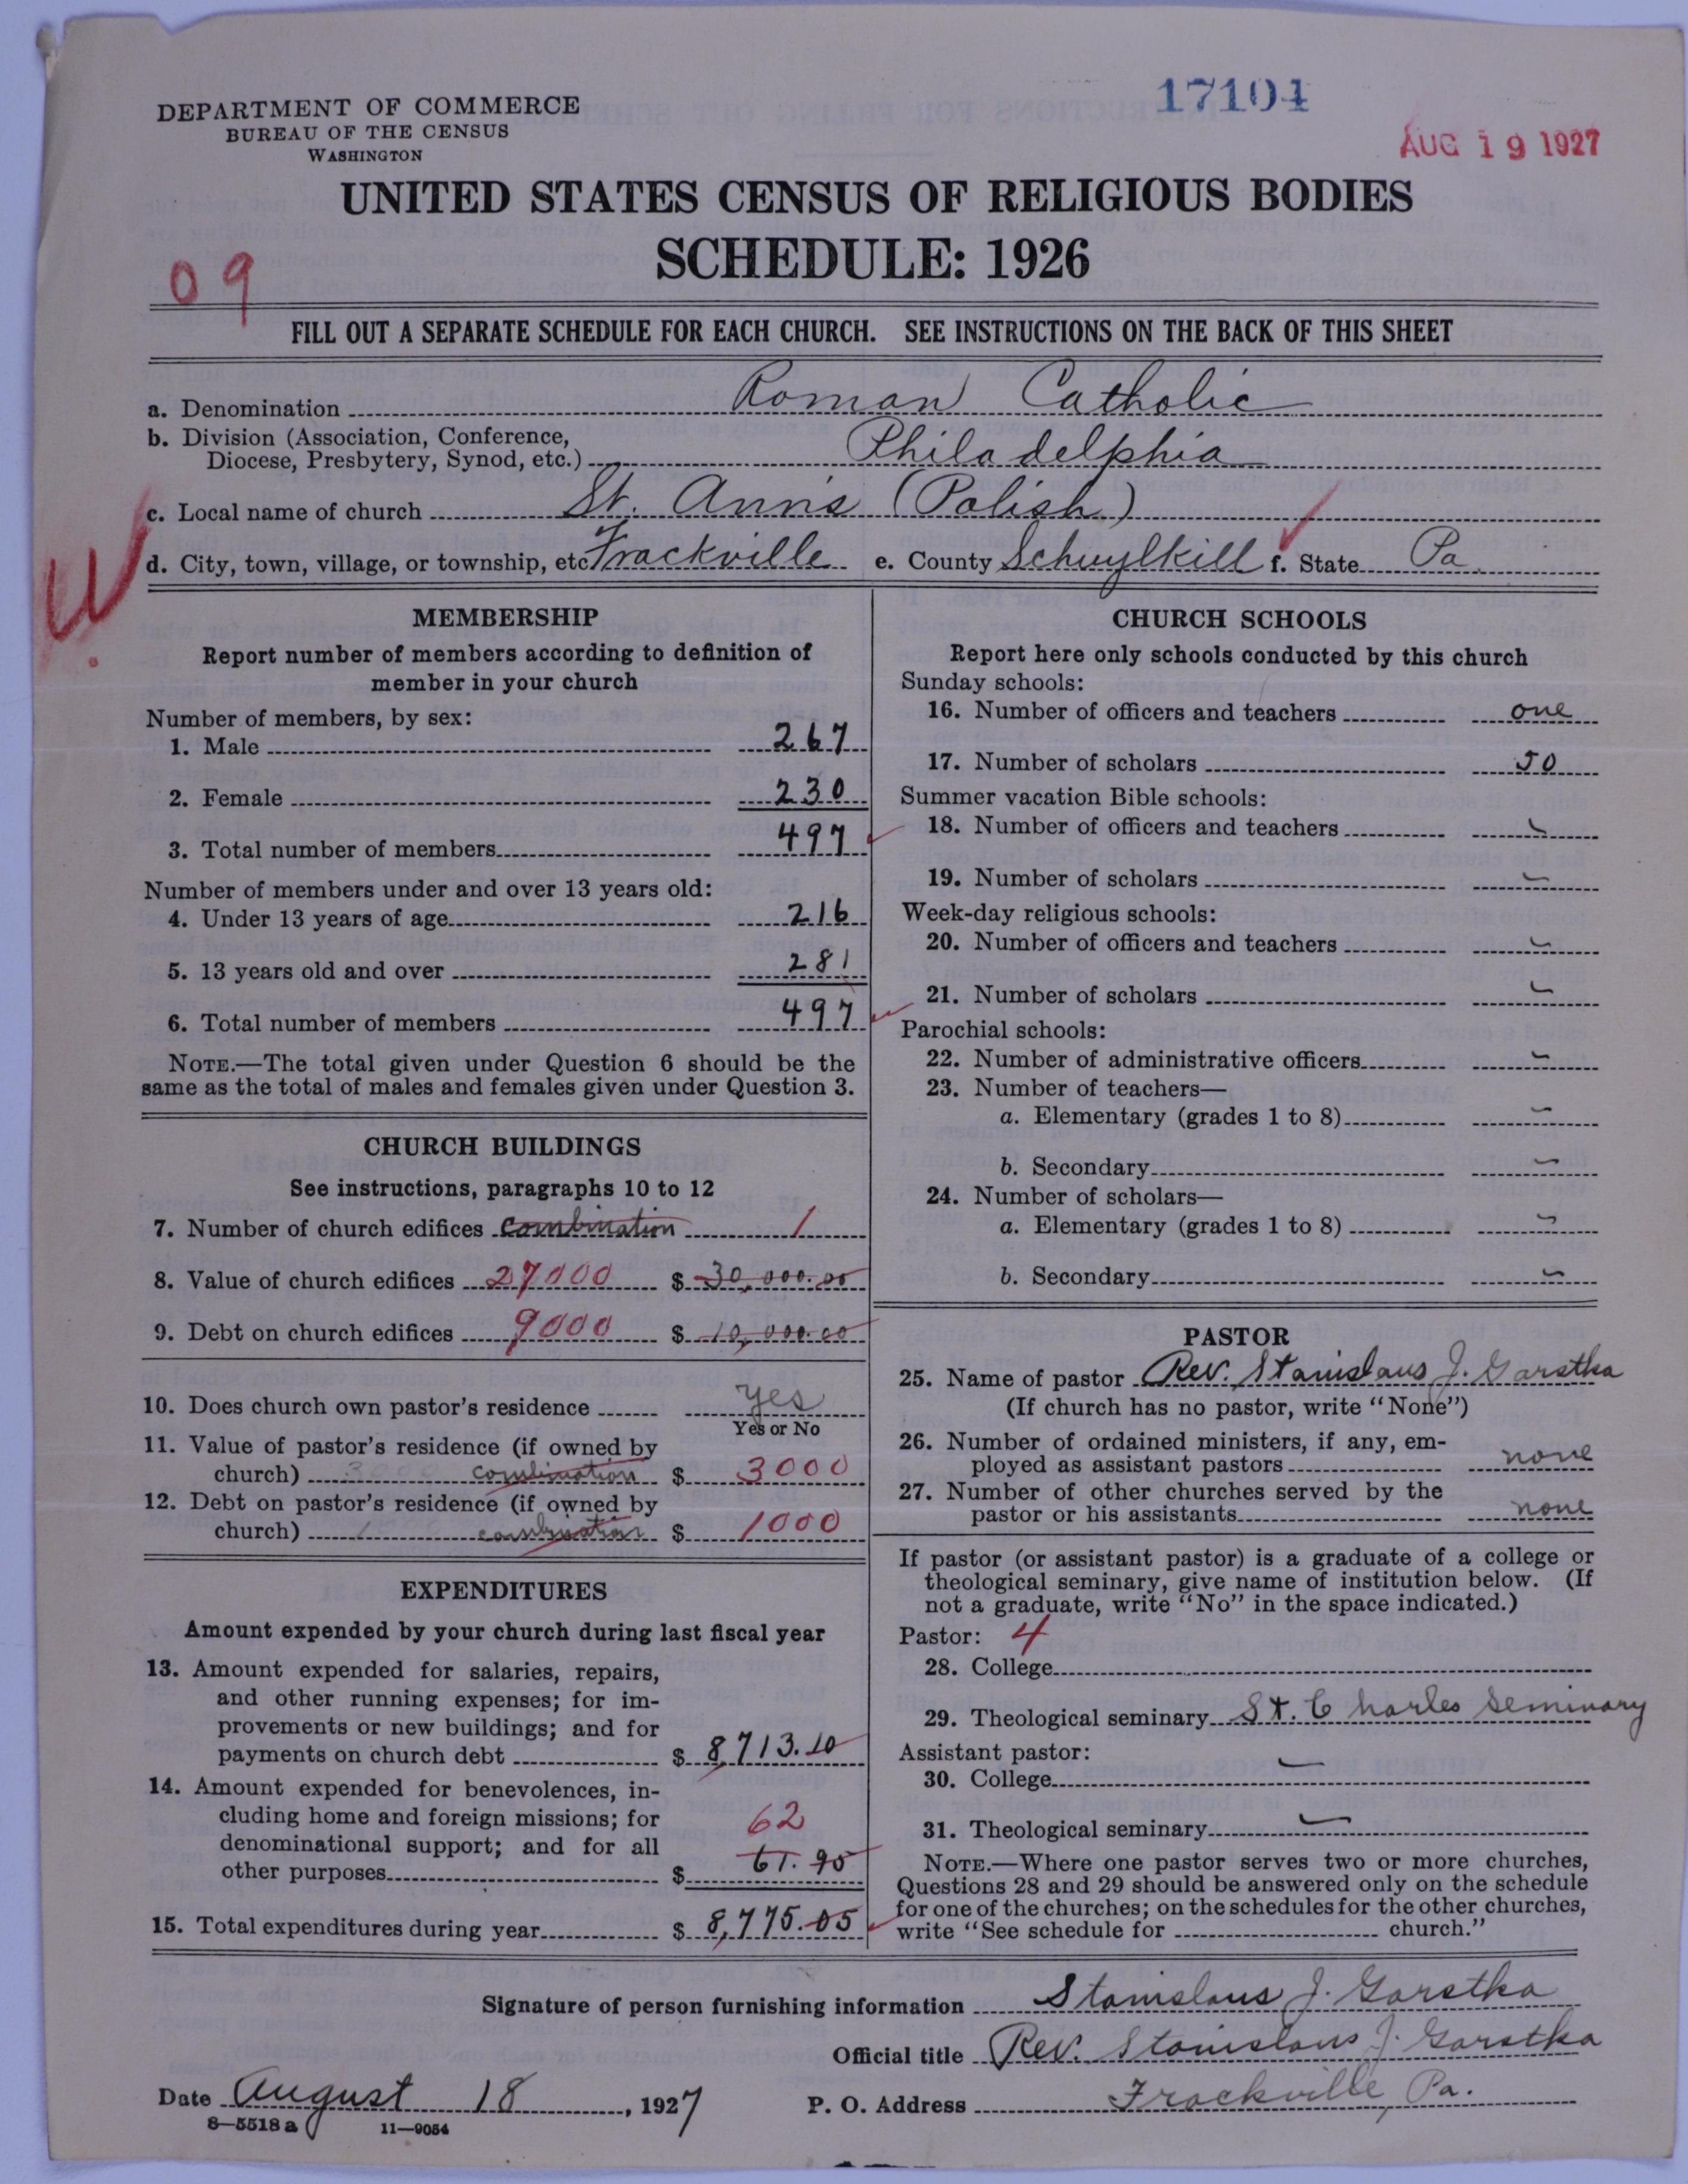 17104
DEPARTMENT OF COMMERCE
BUREAU OF THE CENSUS
WASHINGTON
AUG 19 1927
UNITED STATES CENSUS OF RELIGIOUS BODIES
SCHEDULE: 1926
09
FILL OUT A SEPARATE SCHEDULE FOR EACH CHURCH. SEE INSTRUCTIONS ON THE BACK OF THIS SHEET
a. Denomination Roman Catholic
b. Division (Association, Conference,
Diocese, Presbytery, Synod, etc.) Philadelphia
c. Local name of church St. Ann's (Polish)
d. City, town, village, or township, etc Frackville e. County Schuylkill f. State Pa.
W
MEMBERSHIP
Report number of members according to definition of
member in your church
Number of members, by sex:
1. Male 267
2. Female 230
3. Total number of members 497
Number of members under and over 13 years old:
4. Under 13 years of age 216
5. 13 years old and over 281
6. Total number of members 497
NOTE.—The total given under Question 6 should be the
same as the total of males and females given under Question 3.
CHURCH BUILDINGS
See instructions, paragraphs 10 to 12
7. Number of church edifices combination 1
8. Value of church edifices 27000 $ 30,000.00
9. Debt on church edifices 9000 $ 10,000.00
10. Does church own pastor's residence yes
Yes or No
11. Value of pastor's residence (if owned by
church) 3000 combination $ 3000
12. Debt on pastor's residence (if owned by
church) 1000 combination $ 1000
EXPENDITURES
Amount expended by your church during last fiscal year
13. Amount expended for salaries, repairs,
and other running expenses; for im-
provements or new buildings; and for
payments on church debt $ 8,713.10
14. Amount expended for benevolences, in-
cluding home and foreign missions; for
62
denominational support; and for all
other purposes $ 61.95
15. Total expenditures during year $ 8,775.05
CHURCH SCHOOLS
Report here only schools conducted by this church
Sunday schools:
16. Number of officers and teachers one
17. Number of scholars 50
Summer vacation Bible schools:
18. Number of officers and teachers
19. Number of scholars
Week-day religious schools:
20. Number of officers and teachers
21. Number of scholars
Parochial schools:
22. Number of administrative officers
23. Number of teachers—
a. Elementary (grades 1 to 8)
b. Secondary
24. Number of scholars—
a. Elementary (grades 1 to 8)
b. Secondary
PASTOR
25. Name of pastor Rev. Stanislaus J. Garstka
(If church has no pastor, write "None")
26. Number of ordained ministers, if any, em-
ployed as assistant pastors none
27. Number of other churches served by the
pastor or his assistants none
If pastor (or assistant pastor) is a graduate of a college or
theological seminary, give name of institution below. (If
not a graduate, write "No" in the space indicated.)
Pastor: 4
28. College
29. Theological seminary St. Charles Seminary
Assistant pastor:
30. College
31. Theological seminary
NOTE.—Where one pastor serves two or more churches,
Questions 28 and 29 should be answered only on the schedule
for one of the churches; on the schedules for the other churches,
write "See schedule for church."
Signature of person furnishing information Stanislaus J. Garstka
Official title Rev. Stanislaus J. Garstka
Date August 18, 1927 P. O. Address Frackville, Pa.
8—5518 a 11—9054